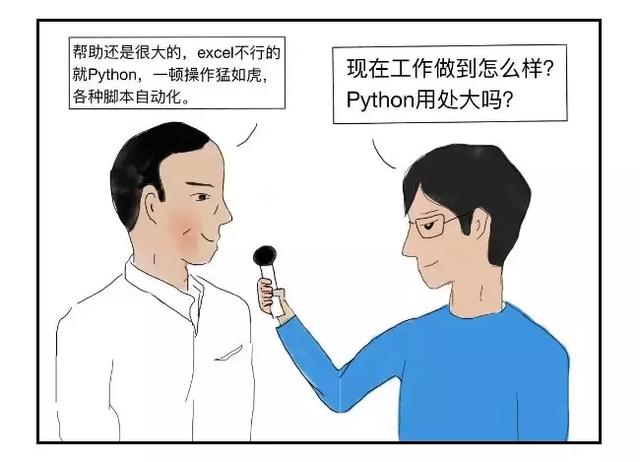 帮助还是很大的，excel不行的
就Python，一顿操作猛如虎，
各种脚本自动化。
现在工作做到怎么样？
Python用处大吗？